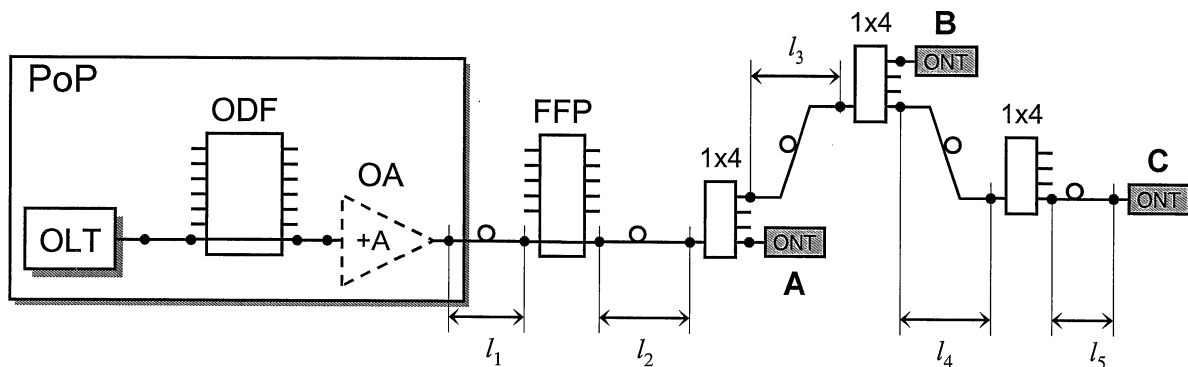 PoP
ODF
OA
OLT
+A
FFP
1x4
ONT
A
l3
1x4
B
ONT
1x4
C
ONT
l1
l2
l4
l5